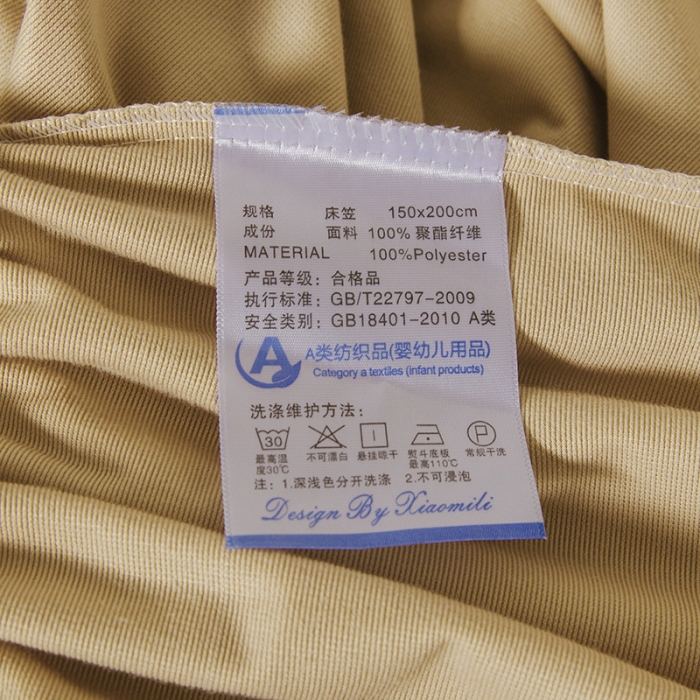 规格 床笠 150x200cm
成份 面料 100% 聚酯纤维
MATERIAL 100%Polyester
产品等级：合格品
执行标准：GB/T22797-2009
安全类别：GB18401-2010 A类
A
A类纺织品(婴幼儿用品)
Category a textiles (infant products)
洗涤维护方法：
30 P
最高温度30℃ 不可漂白 悬挂晾干 熨斗底板最高110℃ 常规干洗
注：1.深浅色分开洗涤 2.不可浸泡
Design By Xiaomili